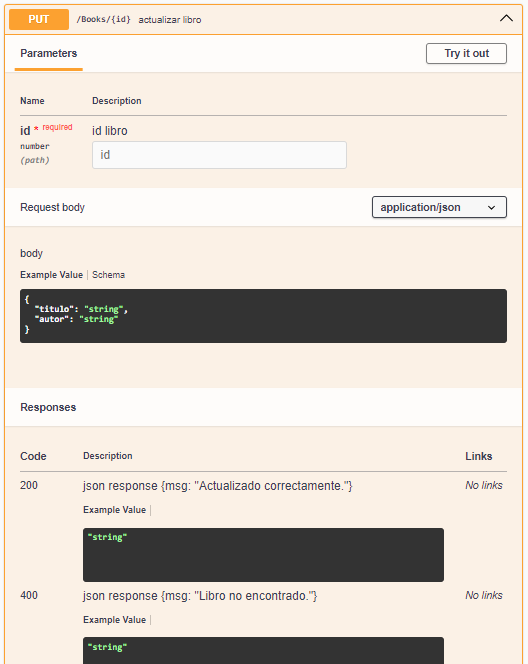 PUT /Books/{id} actualizar libro
Parameters
Try it out
Name Description
id * required id libro
number
(path)
id
Request body application/json
body
Example Value Schema
{
"titulo": "string",
"autor": "string"
}
Responses
Code Description Links
200 json response {msg: "Actualizado correctamente."} No links
Example Value
"string"
400 json response {msg: "Libro no encontrado."} No links
Example Value
"string"